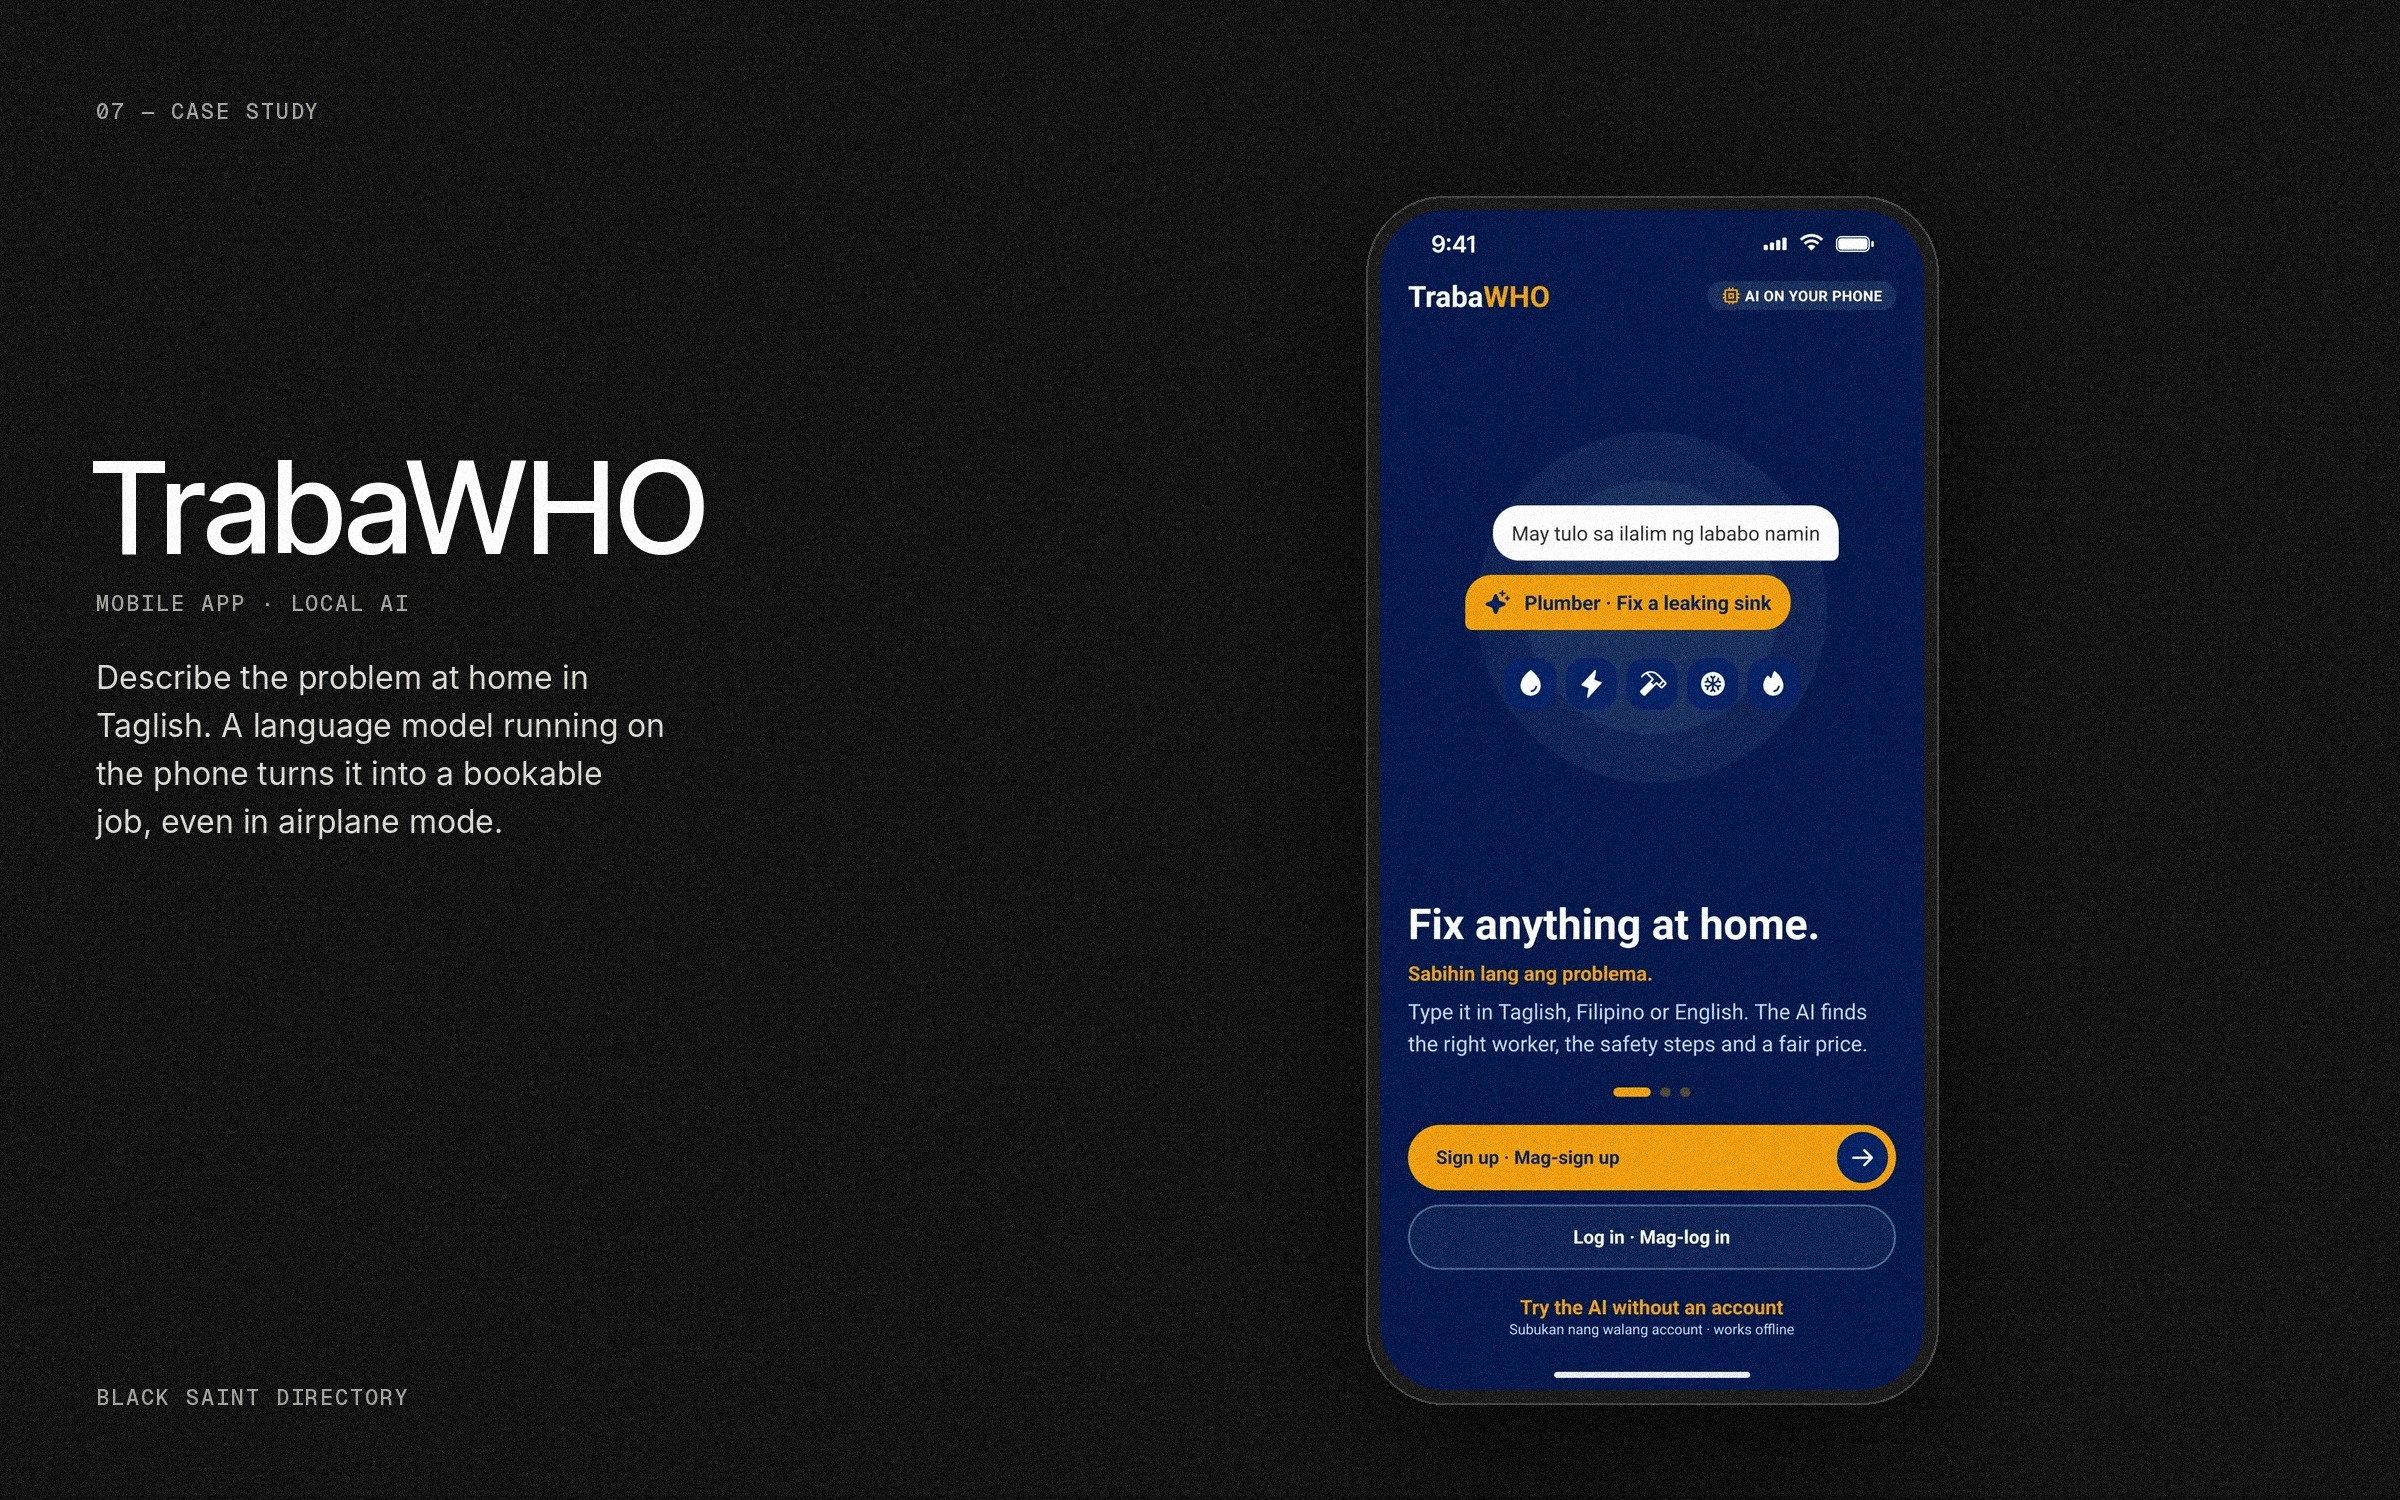 07 — CASE STUDY
TrabaWHO
MOBILE APP · LOCAL AI
Describe the problem at home in
Taglish. A language model running on
the phone turns it into a bookable
job, even in airplane mode.
BLACK SAINT DIRECTORY
9:41
TrabaWHO
AI ON YOUR PHONE
May tulo sa ilalim ng lababo namin
Plumber · Fix a leaking sink
Fix anything at home.
Sabihin lang ang problema.
Type it in Taglish, Filipino or English. The AI finds
the right worker, the safety steps and a fair price.
Sign up · Mag-sign up
Log in · Mag-log in
Try the AI without an account
Subukan nang walang account · works offline